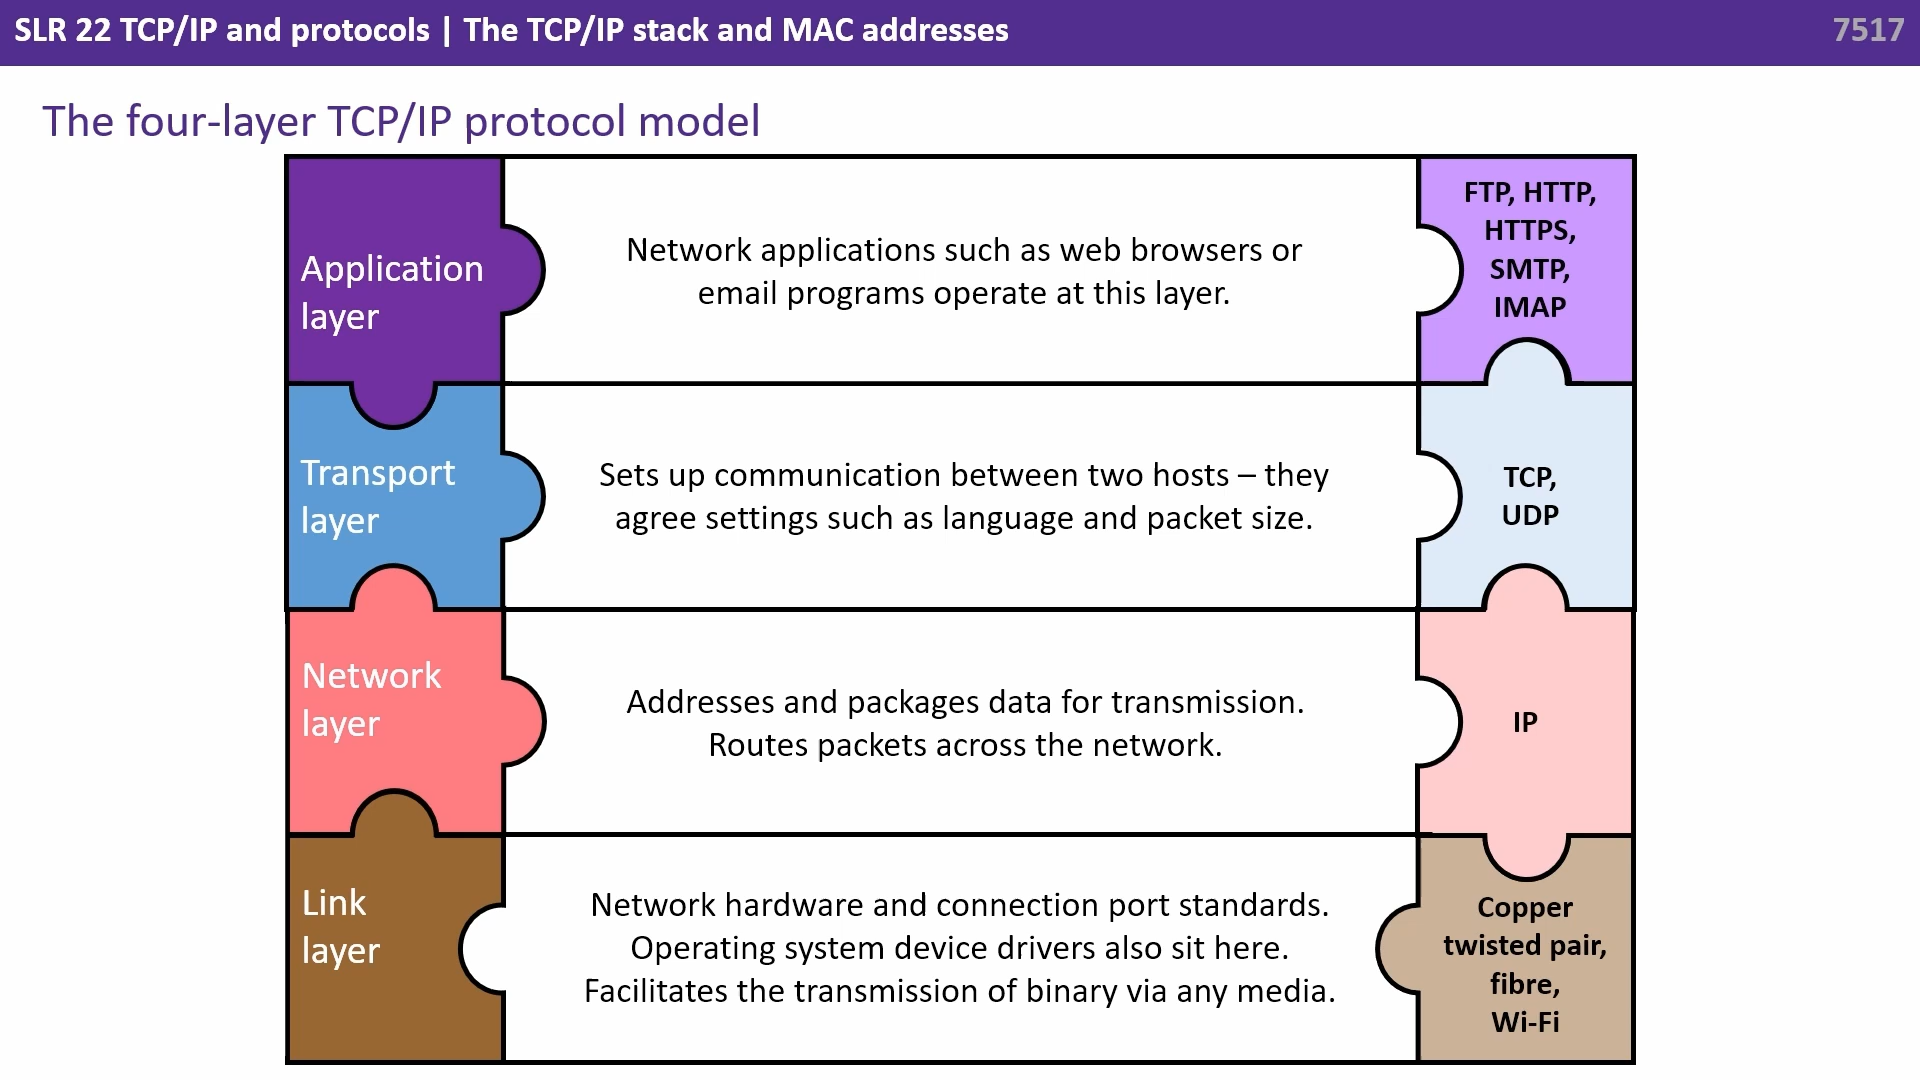 SLR 22 TCP/IP and protocols | The TCP/IP stack and MAC addresses
7517
The four-layer TCP/IP protocol model
Application
layer
Network applications such as web browsers or
email programs operate at this layer.
FTP, HTTP,
HTTPS,
SMTP,
IMAP
Transport
layer
Sets up communication between two hosts – they
agree settings such as language and packet size.
TCP,
UDP
Network
layer
Addresses and packages data for transmission.
Routes packets across the network.
IP
Link
layer
Network hardware and connection port standards.
Operating system device drivers also sit here.
Facilitates the transmission of binary via any media.
Copper
twisted pair,
fibre,
Wi-Fi